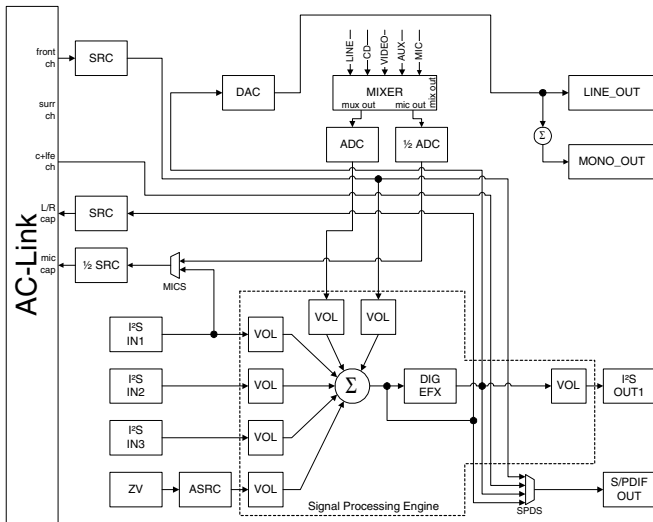 AC-Link
front
ch
surr
ch
c+lfe
ch
L/R
cap
mic
cap
SRC
SRC
½ SRC
MICS
DAC
LINE
CD
VIDEO
AUX
MIC
MIXER
mux out
mic out
mix out
ADC
½ ADC
LINE_OUT
Σ
MONO_OUT
VOL
VOL
I²S
IN1
VOL
I²S
IN2
VOL
I²S
IN3
VOL
ZV
ASRC
VOL
Σ
DIG
EFX
VOL
I²S
OUT1
Signal Processing Engine
SPDS
S/PDIF
OUT